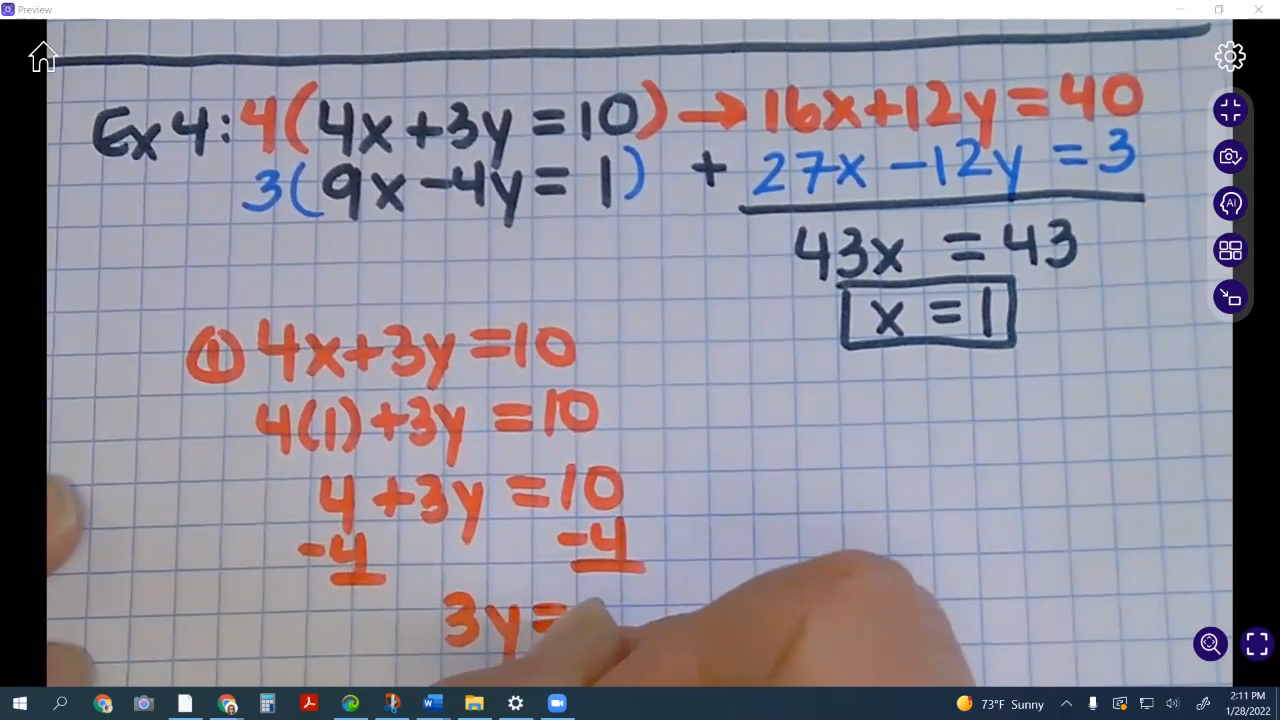 Preview
Ex 4: 4(4x+3y=10) → 16x+12y=40
3(9x-4y=1) + 27x-12y=3
43x = 43
x = 1
① 4x+3y=10
4(1)+3y=10
4+3y=10
-4 -4
3y=
AI
73°F Sunny
2:11 PM
1/28/2022